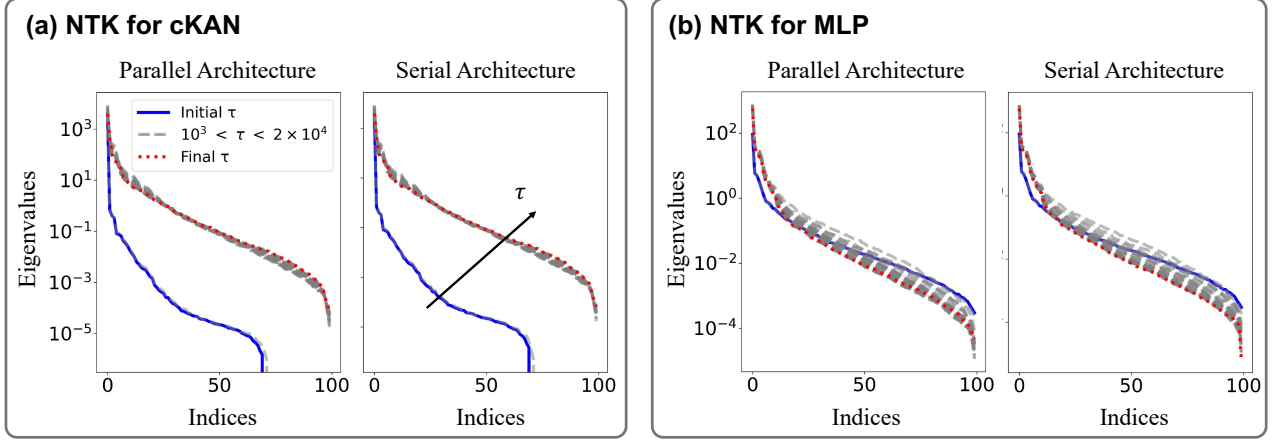 (a) NTK for cKAN
Parallel Architecture
Serial Architecture
Initial τ
10³ < τ < 2 × 10⁴
Final τ
τ
Eigenvalues
10³
10¹
10⁻¹
10⁻³
10⁻⁵
0 50 100
0 50 100
Indices
Indices
(b) NTK for MLP
Parallel Architecture
Serial Architecture
Eigenvalues
10²
10⁰
10⁻²
10⁻⁴
0 50 100
0 50 100
Indices
Indices